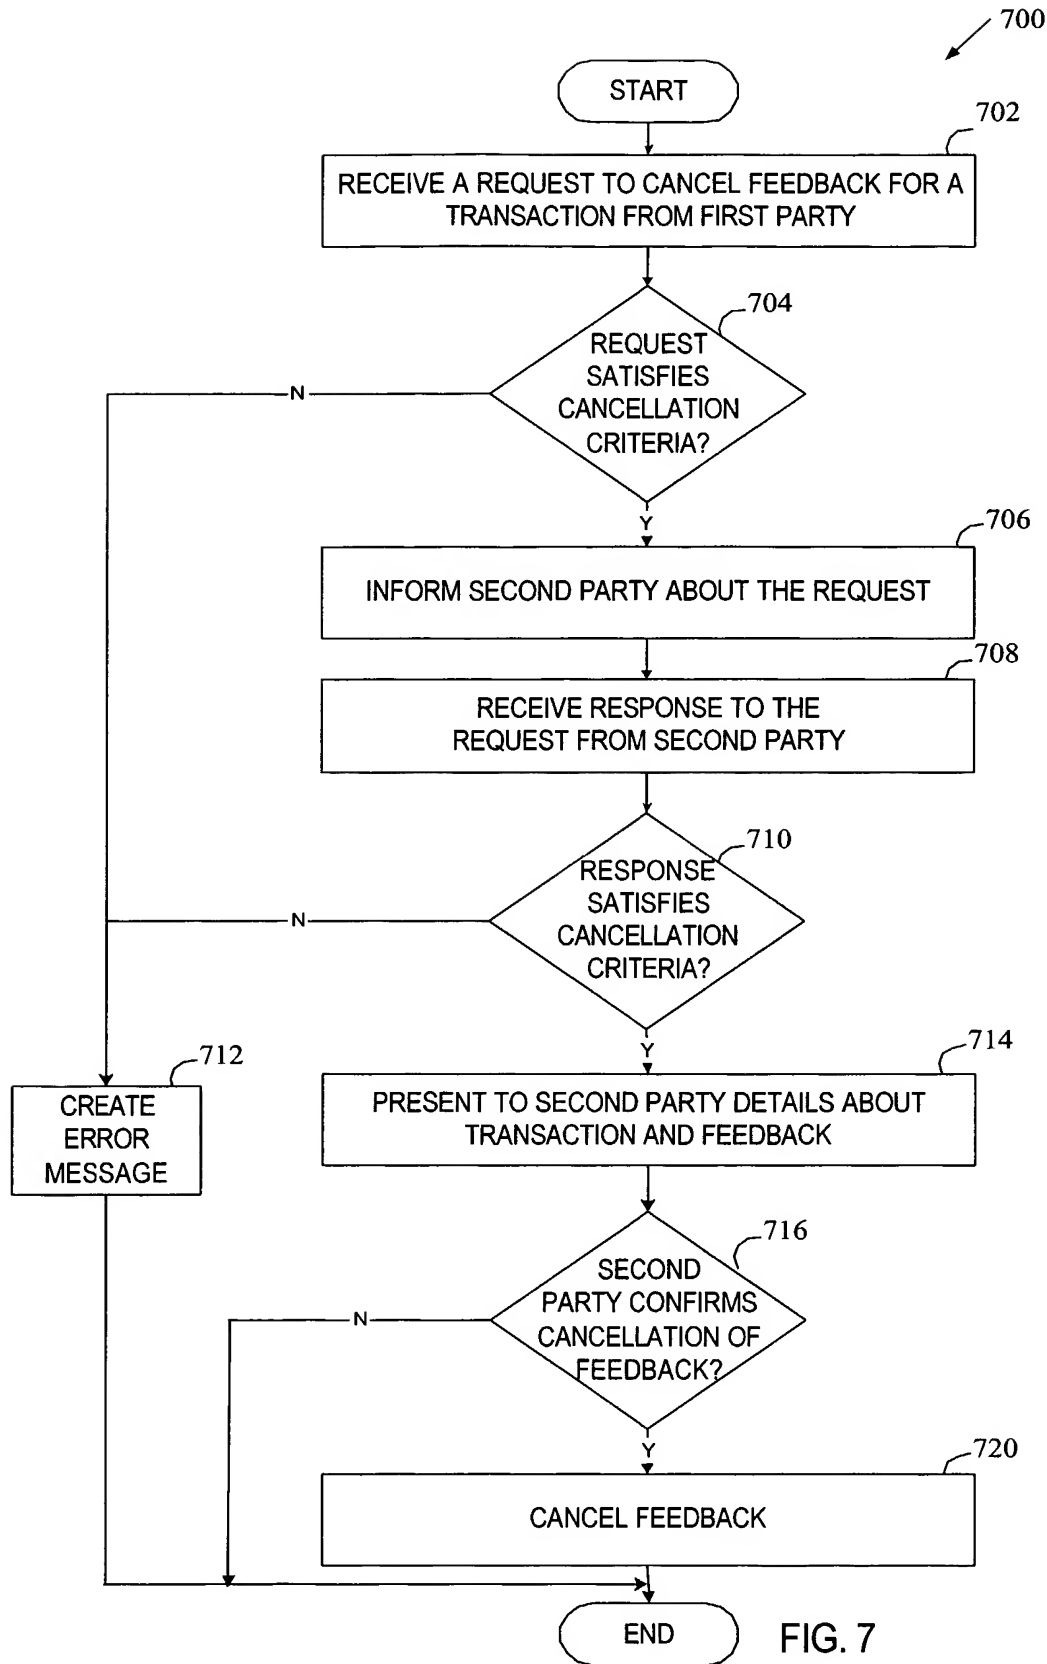 700
START
702
RECEIVE A REQUEST TO CANCEL FEEDBACK FOR A
TRANSACTION FROM FIRST PARTY
704
REQUEST
SATISFIES
CANCELLATION
CRITERIA?
N
Y
706
INFORM SECOND PARTY ABOUT THE REQUEST
708
RECEIVE RESPONSE TO THE
REQUEST FROM SECOND PARTY
710
RESPONSE
SATISFIES
CANCELLATION
CRITERIA?
N
Y
712
CREATE
ERROR
MESSAGE
714
PRESENT TO SECOND PARTY DETAILS ABOUT
TRANSACTION AND FEEDBACK
716
SECOND
PARTY CONFIRMS
CANCELLATION OF
FEEDBACK?
N
Y
720
CANCEL FEEDBACK
END
FIG. 7